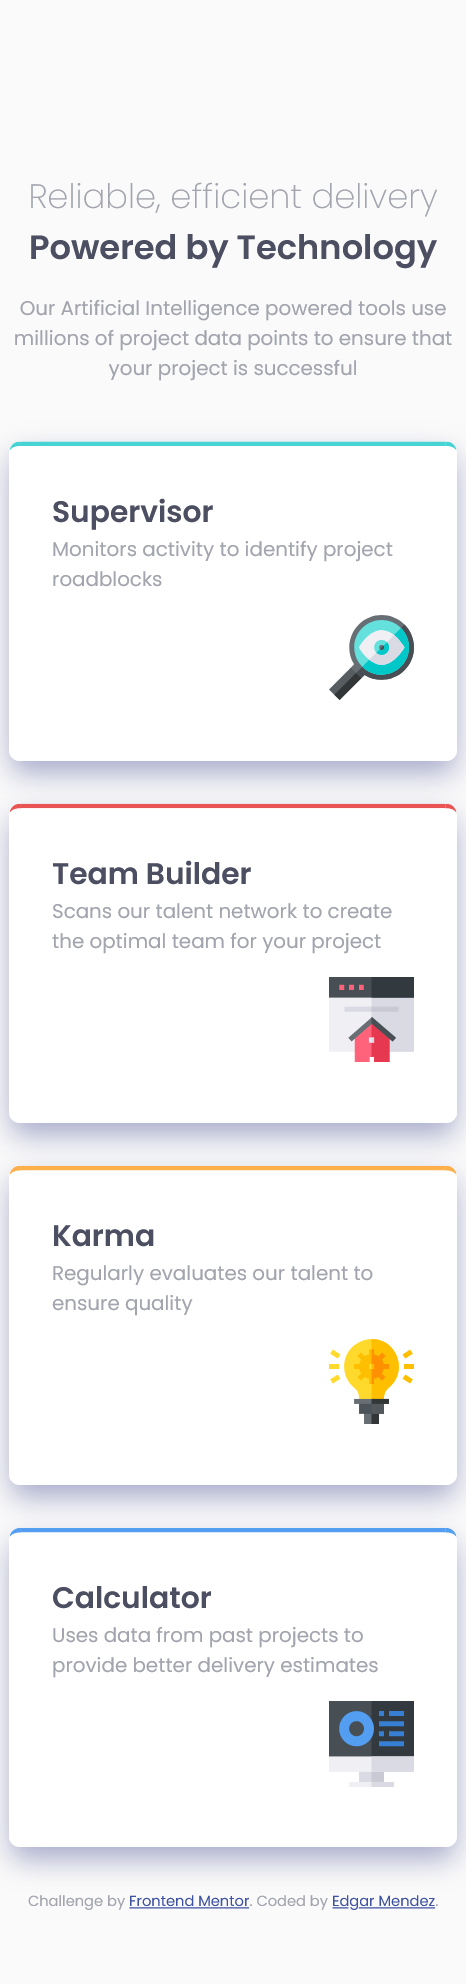 Reliable, efficient delivery
Powered by Technology
Our Artificial Intelligence powered tools use
millions of project data points to ensure that
your project is successful
Supervisor
Monitors activity to identify project
roadblocks
Team Builder
Scans our talent network to create
the optimal team for your project
Karma
Regularly evaluates our talent to
ensure quality
Calculator
Uses data from past projects to
provide better delivery estimates
Challenge by Frontend Mentor. Coded by Edgar Mendez.